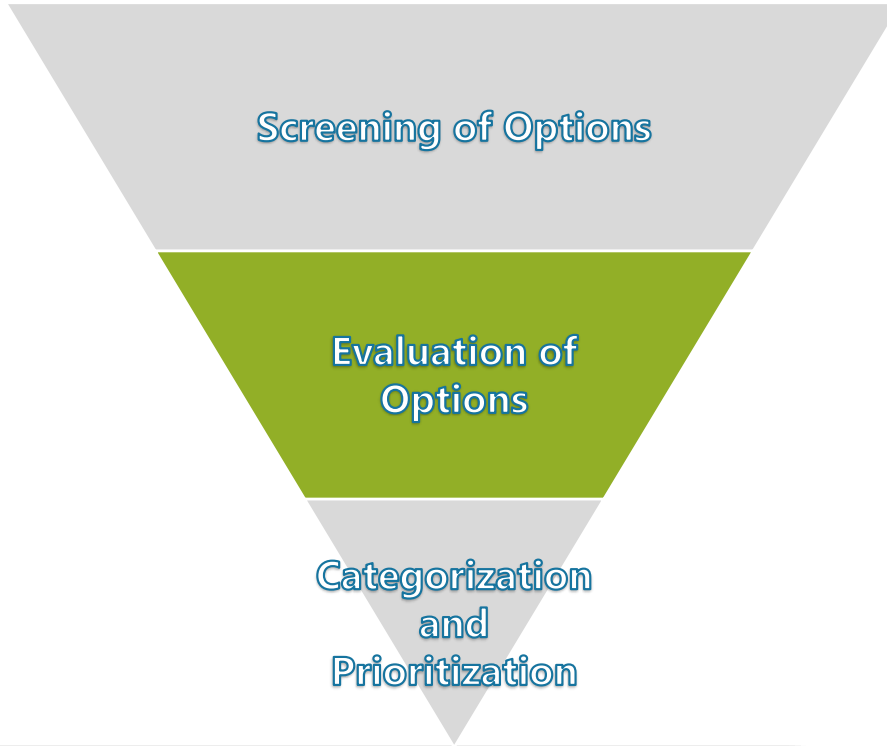 Screening of Options
Evaluation of
Options
Categorization
and
Prioritization